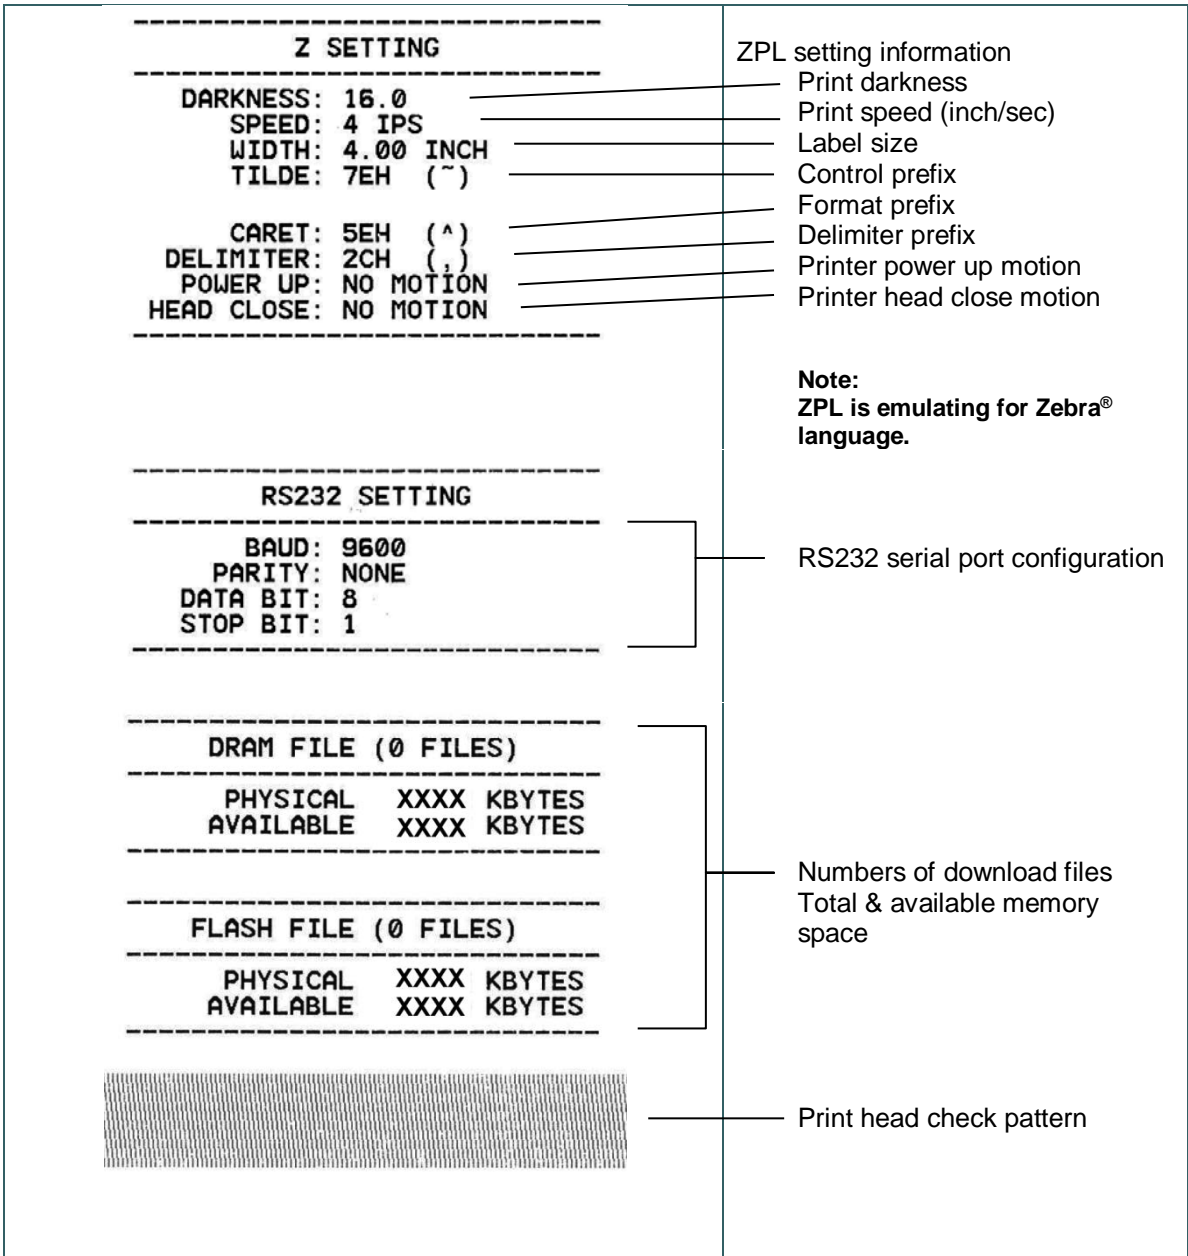 Z SETTING
DARKNESS: 16.0
SPEED: 4 IPS
WIDTH: 4.00 INCH
TILDE: 7EH (~)
CARET: 5EH (^)
DELIMITER: 2CH (,)
POWER UP: NO MOTION
HEAD CLOSE: NO MOTION
ZPL setting information
Print darkness
Print speed (inch/sec)
Label size
Control prefix
Format prefix
Delimiter prefix
Printer power up motion
Printer head close motion
Note:
ZPL is emulating for Zebra®
language.
RS232 SETTING
BAUD: 9600
PARITY: NONE
DATA BIT: 8
STOP BIT: 1
RS232 serial port configuration
DRAM FILE (0 FILES)
PHYSICAL XXXX KBYTES
AVAILABLE XXXX KBYTES
FLASH FILE (0 FILES)
PHYSICAL XXXX KBYTES
AVAILABLE XXXX KBYTES
Numbers of download files
Total & available memory
space
Print head check pattern